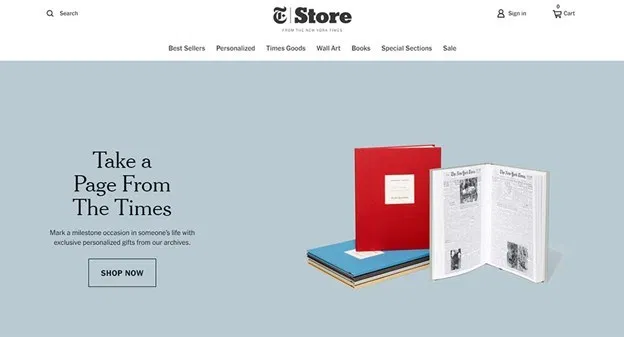 Search
Store
FROM THE NEW YORK TIMES
Sign in
0
Cart
Best Sellers Personalized Times Goods Wall Art Books Special Sections Sale
Take a
Page From
The Times
Mark a milestone occasion in someone's life with
exclusive personalized gifts from our archives.
SHOP NOW
The New York Times
The New York Times